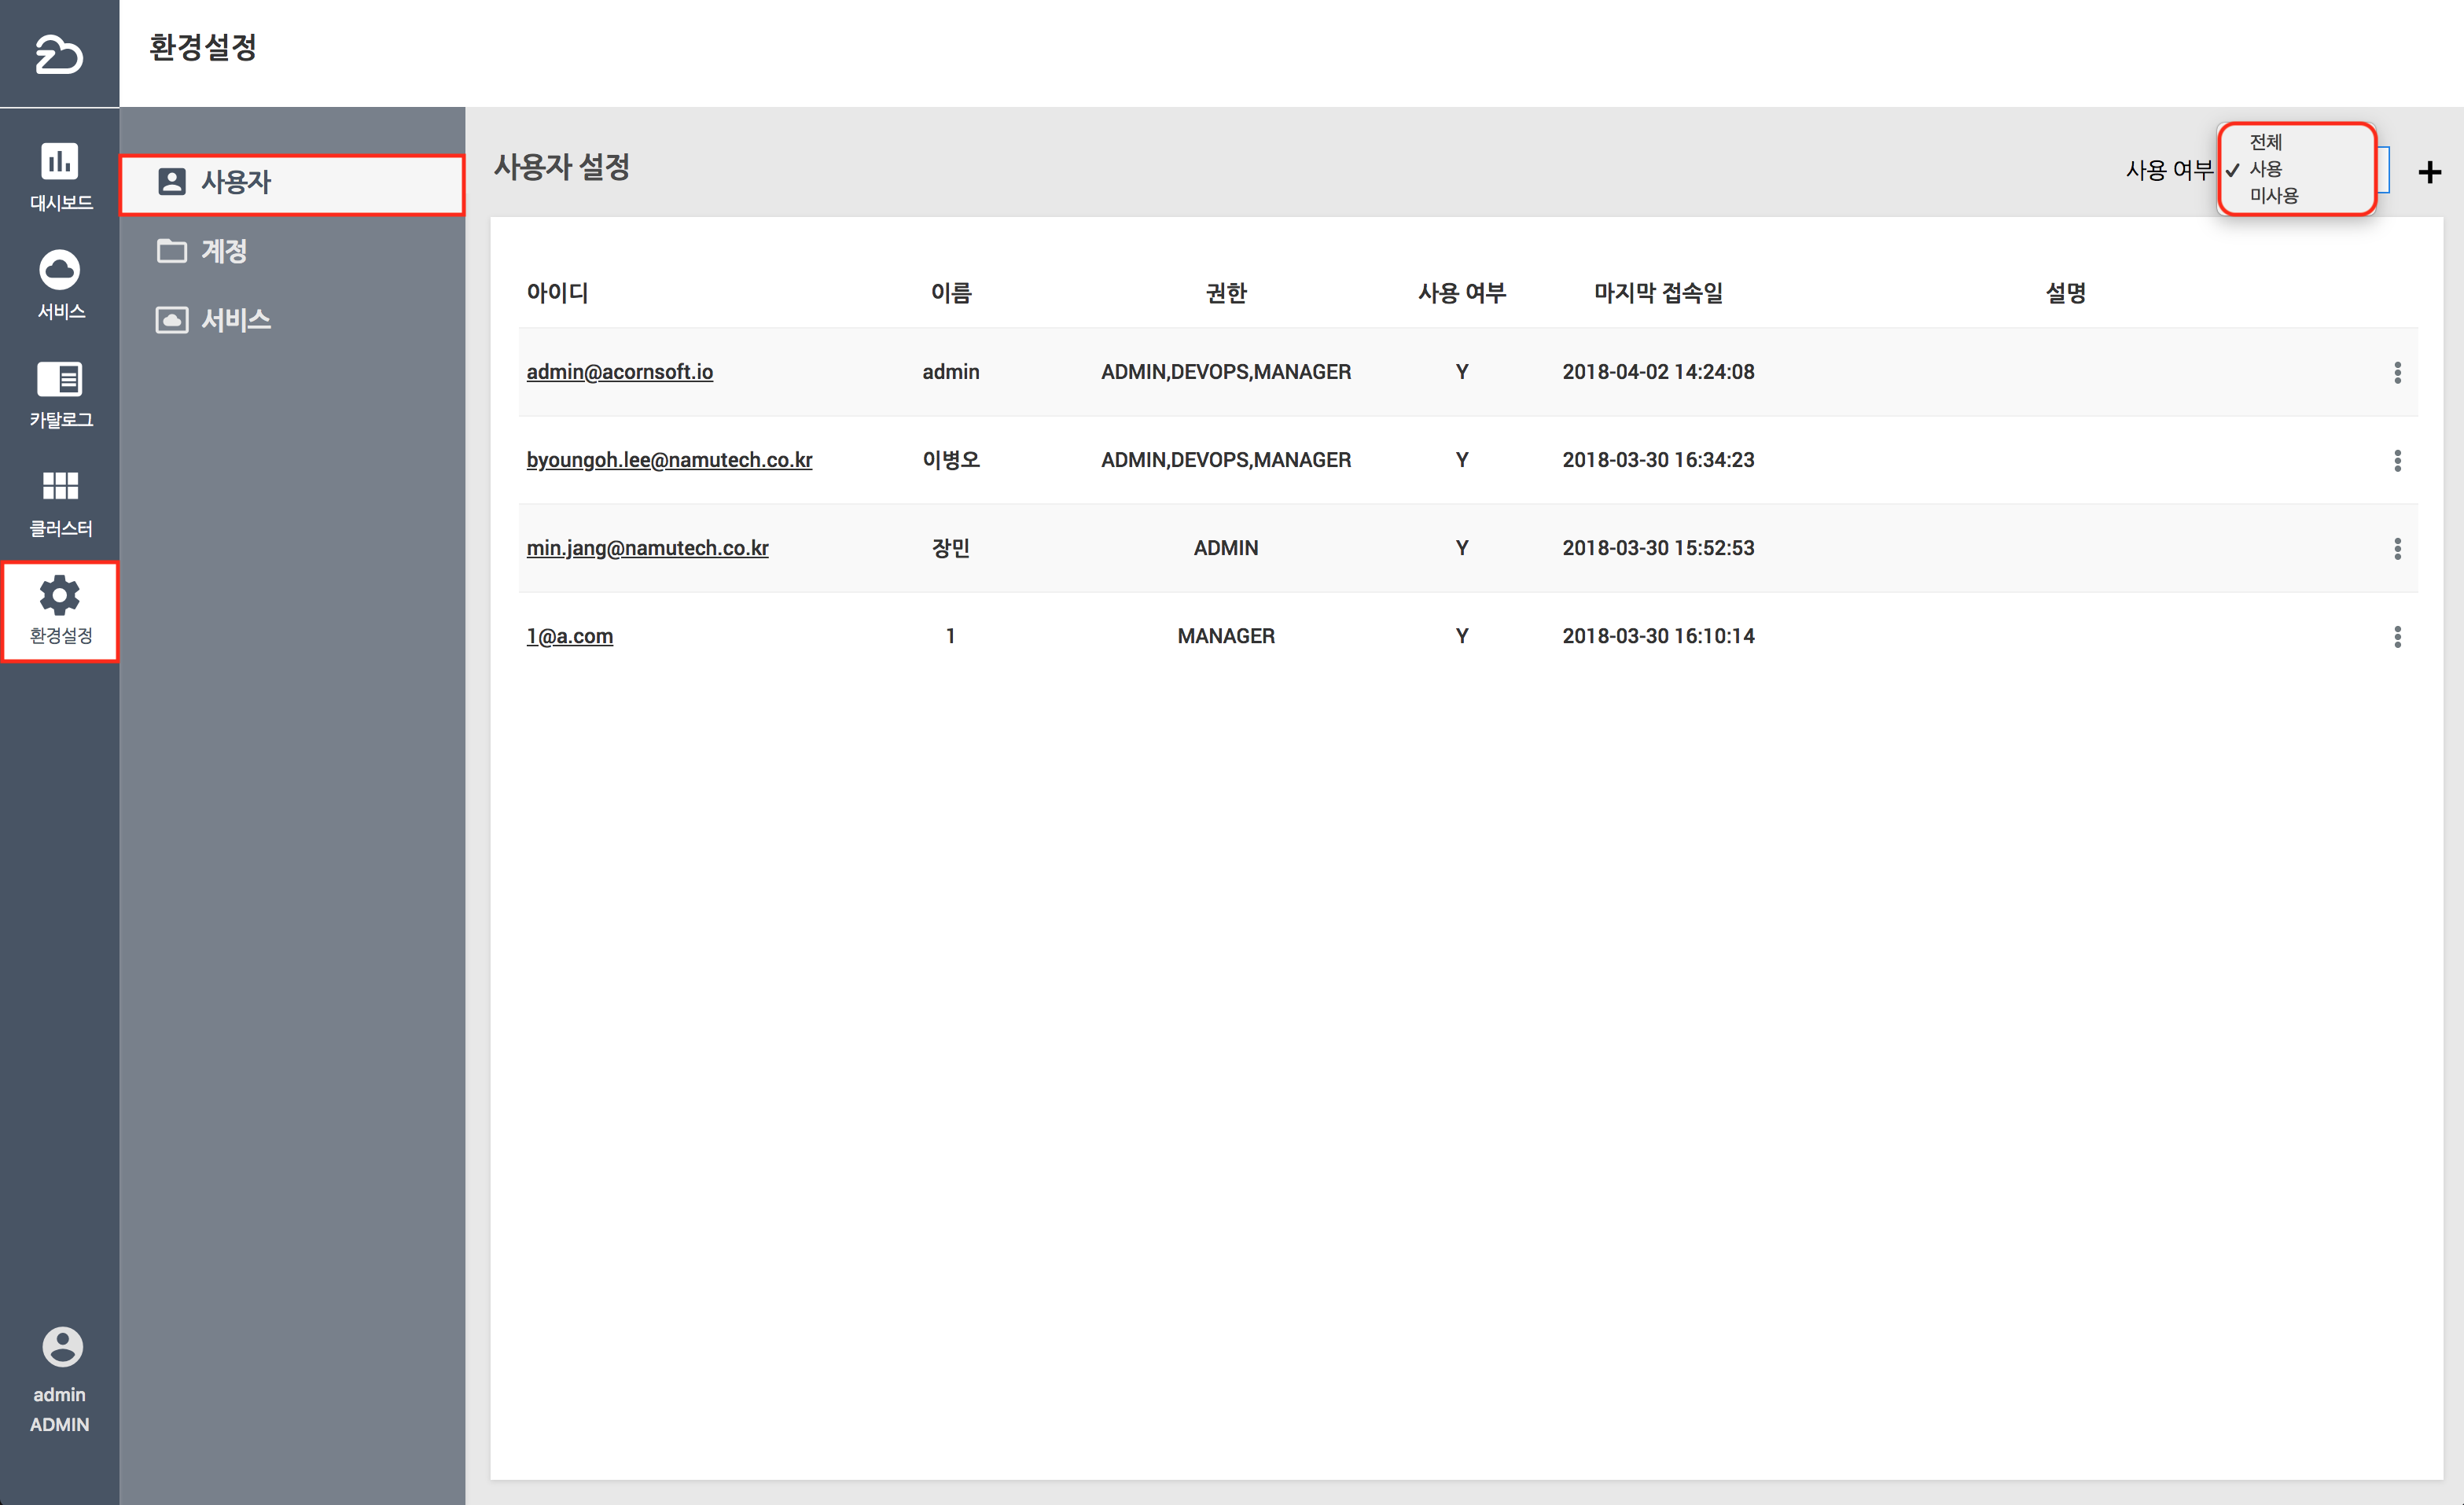 환경설정
대시보드
서비스
카탈로그
클러스터
환경설정
admin
ADMIN
사용자
계정
서비스
사용자 설정
사용 여부
전체
✓ 사용
미사용
+
아이디 이름 권한 사용 여부 마지막 접속일 설명
admin@acornsoft.io admin ADMIN,DEVOPS,MANAGER Y 2018-04-02 14:24:08
byoungoh.lee@namutech.co.kr 이병오 ADMIN,DEVOPS,MANAGER Y 2018-03-30 16:34:23
min.jang@namutech.co.kr 장민 ADMIN Y 2018-03-30 15:52:53
1@a.com 1 MANAGER Y 2018-03-30 16:10:14